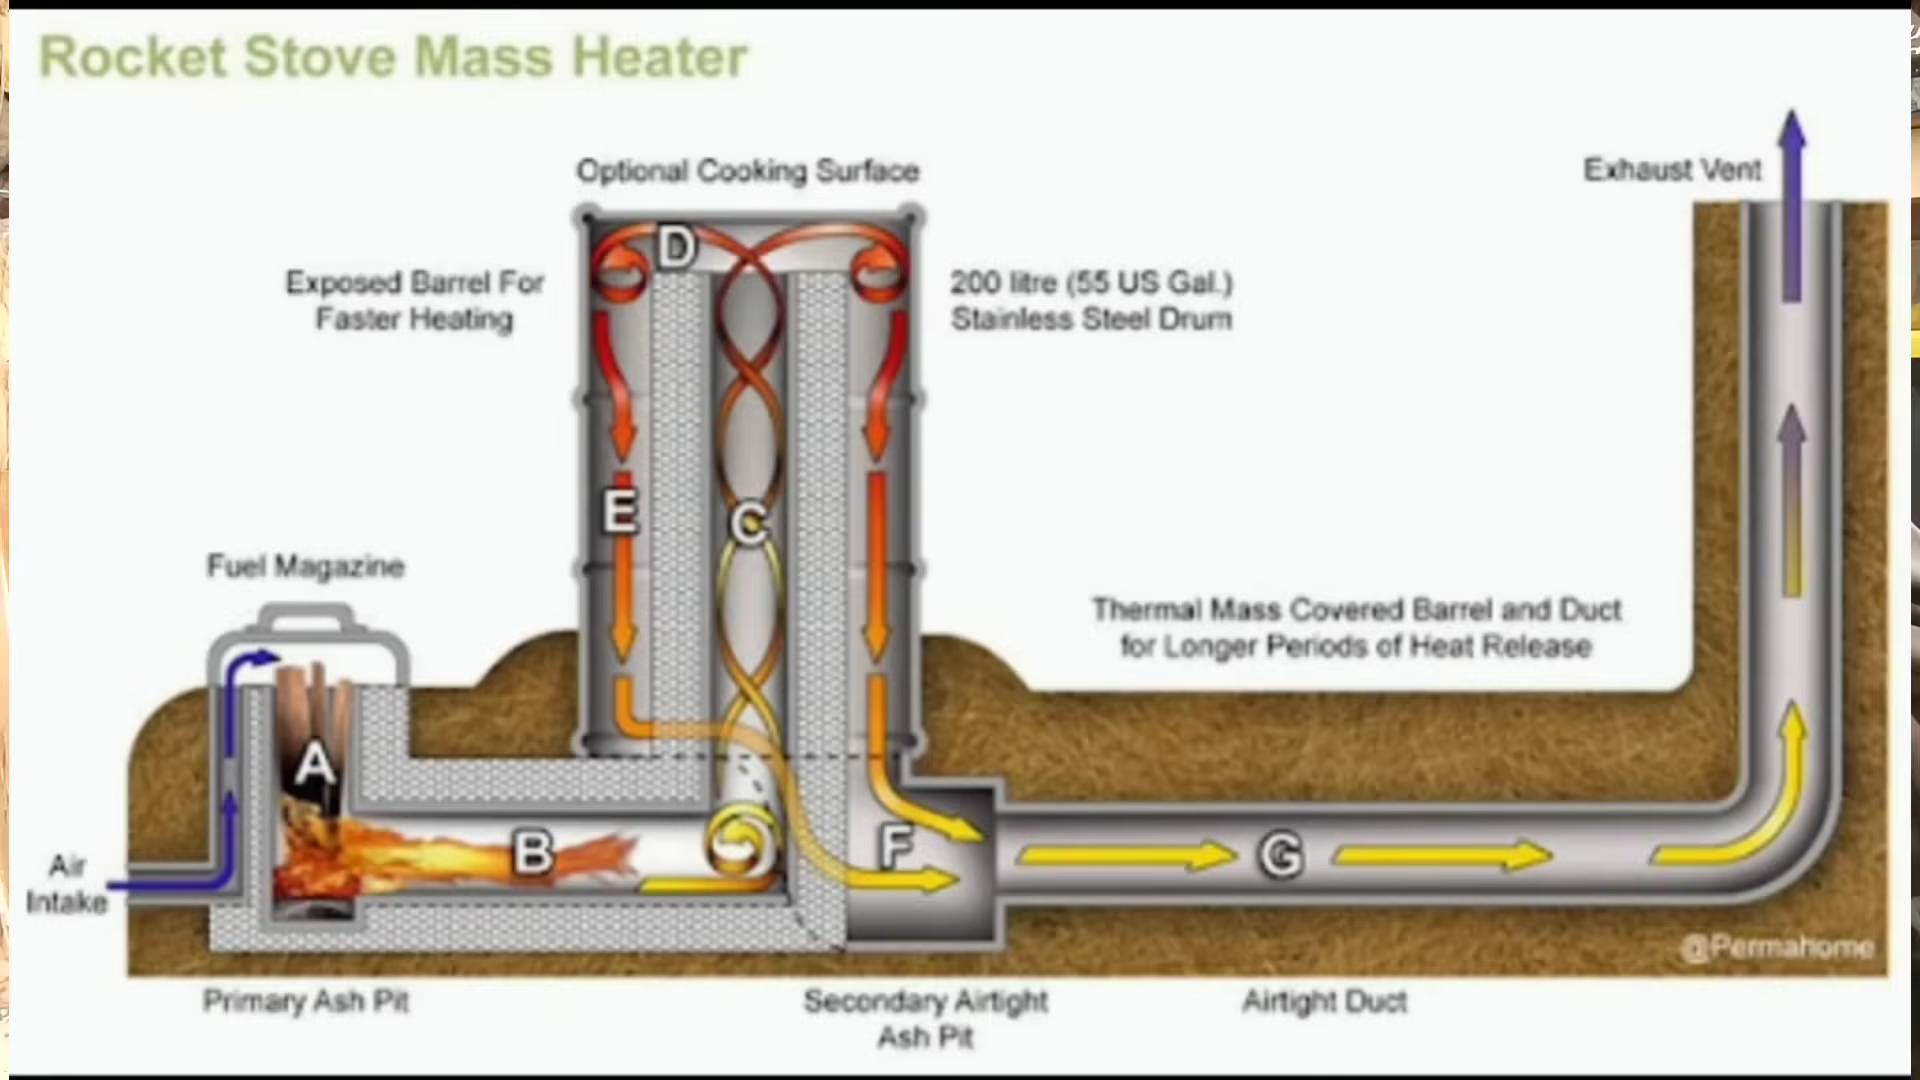 Rocket Stove Mass Heater
Optional Cooking Surface
Exhaust Vent
D
Exposed Barrel For
Faster Heating
200 litre (55 US Gal.)
Stainless Steel Drum
E
C
Fuel Magazine
Thermal Mass Covered Barrel and Duct
for Longer Periods of Heat Release
A
B
F
G
Air
Intake
@Permahome
Primary Ash Pit
Secondary Airtight
Ash Pit
Airtight Duct